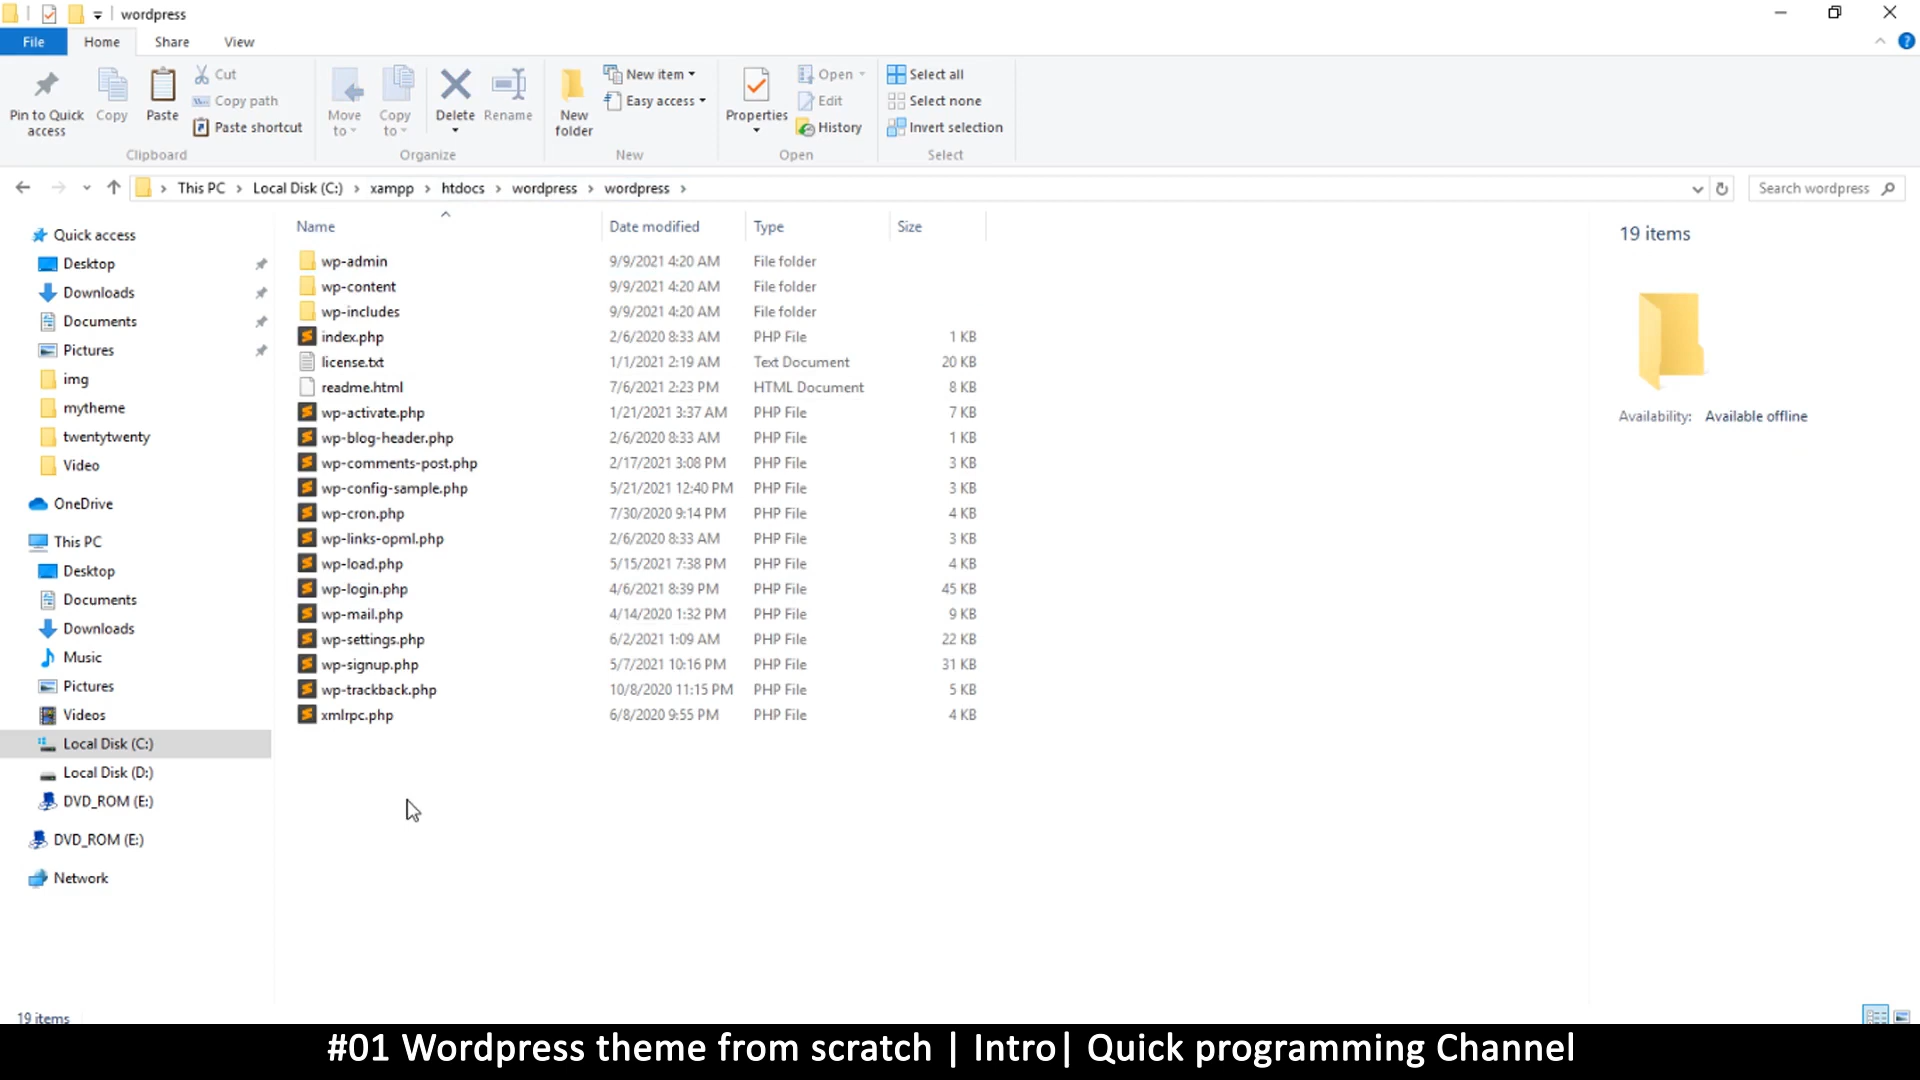 wordpress
File Home Share View
Pin to Quick access
Copy
Paste
Cut
Copy path
Paste shortcut
Clipboard
Move to
Copy to
Delete
Rename
Organize
New folder
New item
Easy access
New
Properties
Open
Edit
History
Open
Select all
Select none
Invert selection
Select
This PC > Local Disk (C:) > xampp > htdocs > wordpress > wordpress >
Search wordpress
Quick access
Desktop
Downloads
Documents
Pictures
img
mytheme
twentytwenty
Video
OneDrive
This PC
Desktop
Documents
Downloads
Music
Pictures
Videos
Local Disk (C:)
Local Disk (D:)
DVD_ROM (E:)
DVD_ROM (E:)
Network
Name Date modified Type Size
wp-admin 9/9/2021 4:20 AM File folder
wp-content 9/9/2021 4:20 AM File folder
wp-includes 9/9/2021 4:20 AM File folder
index.php 2/6/2020 8:33 AM PHP File 1 KB
license.txt 1/1/2021 2:19 AM Text Document 20 KB
readme.html 7/6/2021 2:23 PM HTML Document 8 KB
wp-activate.php 1/21/2021 3:37 AM PHP File 7 KB
wp-blog-header.php 2/6/2020 8:33 AM PHP File 1 KB
wp-comments-post.php 2/17/2021 3:08 PM PHP File 3 KB
wp-config-sample.php 5/21/2021 12:40 PM PHP File 3 KB
wp-cron.php 7/30/2020 9:14 PM PHP File 4 KB
wp-links-opml.php 2/6/2020 8:33 AM PHP File 3 KB
wp-load.php 5/15/2021 7:38 PM PHP File 4 KB
wp-login.php 4/6/2021 8:39 PM PHP File 45 KB
wp-mail.php 4/14/2020 1:32 PM PHP File 9 KB
wp-settings.php 6/2/2021 1:09 AM PHP File 22 KB
wp-signup.php 5/7/2021 10:16 PM PHP File 31 KB
wp-trackback.php 10/8/2020 11:15 PM PHP File 5 KB
xmlrpc.php 6/8/2020 9:55 PM PHP File 4 KB
19 items
Availability: Available offline
19 items
#01 Wordpress theme from scratch | Intro| Quick programming Channel